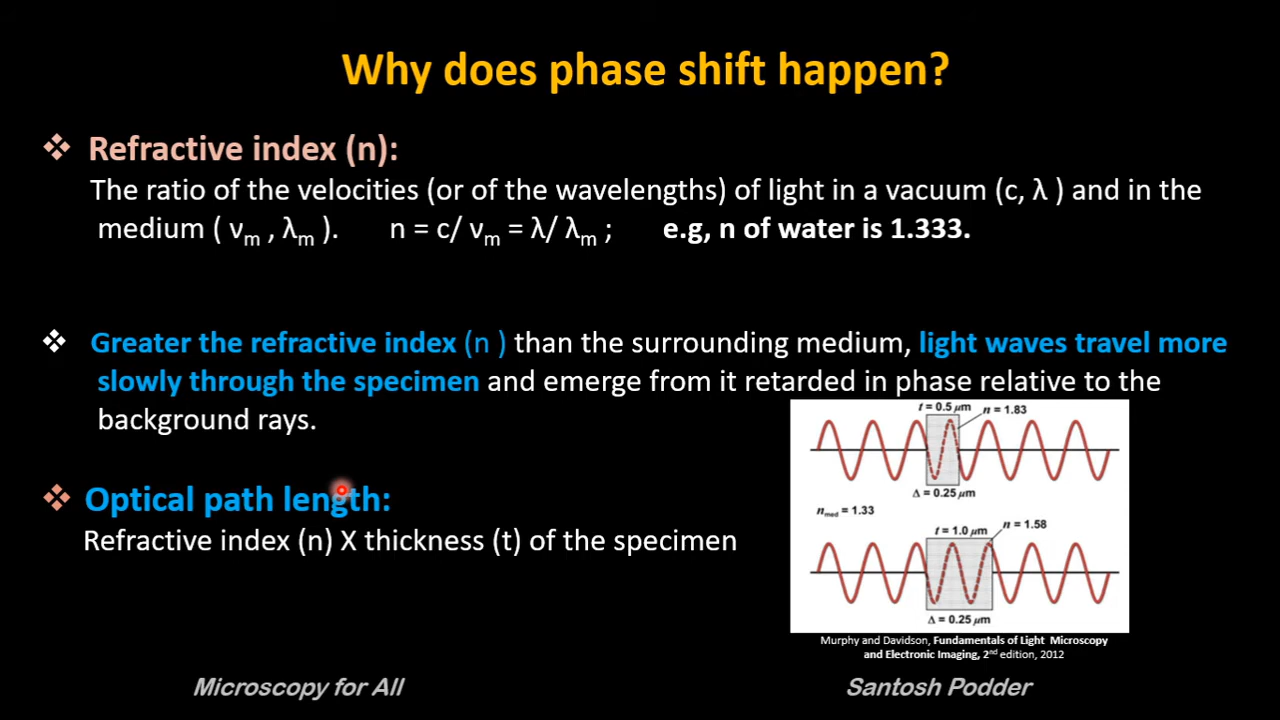 Why does phase shift happen?
❖ Refractive index (n):
The ratio of the velocities (or of the wavelengths) of light in a vacuum (c, λ ) and in the
medium ( νm , λm ). n = c/ νm = λ/ λm ; e.g, n of water is 1.333.
❖ Greater the refractive index (n ) than the surrounding medium, light waves travel more
slowly through the specimen and emerge from it retarded in phase relative to the
background rays.
❖ Optical path length:
Refractive index (n) X thickness (t) of the specimen
t = 0.5 μm
n = 1.83
Δ = 0.25 μm
nmed = 1.33
t = 1.0 μm
n = 1.58
Δ = 0.25 μm
Murphy and Davidson, Fundamentals of Light Microscopy
and Electronic Imaging, 2nd edition, 2012
Microscopy for All
Santosh Podder